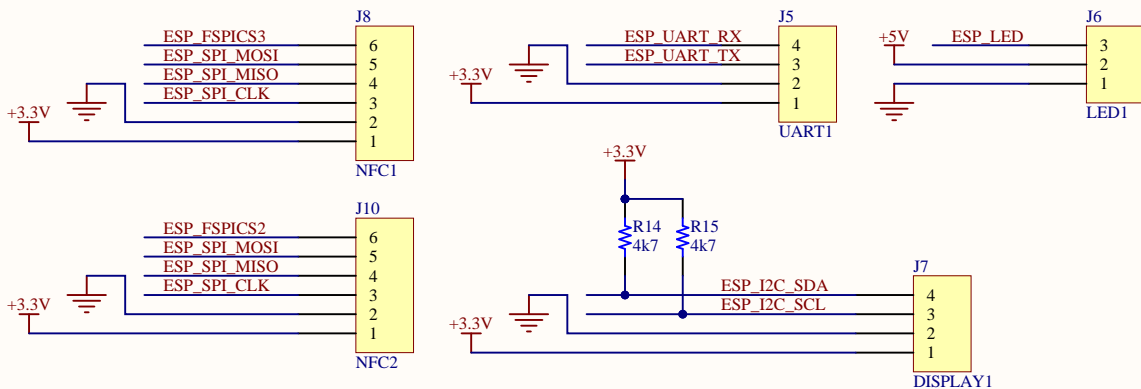 J8
ESP_FSPICS3 6
ESP_SPI_MOSI 5
ESP_SPI_MISO 4
ESP_SPI_CLK 3
2
+3.3V 1
NFC1
J5
ESP_UART_RX 4
ESP_UART_TX 3
2
+3.3V 1
UART1
J6
+5V ESP_LED 3
2
1
LED1
J10
ESP_FSPICS2 6
ESP_SPI_MOSI 5
ESP_SPI_MISO 4
ESP_SPI_CLK 3
2
+3.3V 1
NFC2
+3.3V
R14 R15
4k7 4k7
J7
ESP_I2C_SDA 4
ESP_I2C_SCL 3
2
+3.3V 1
DISPLAY1